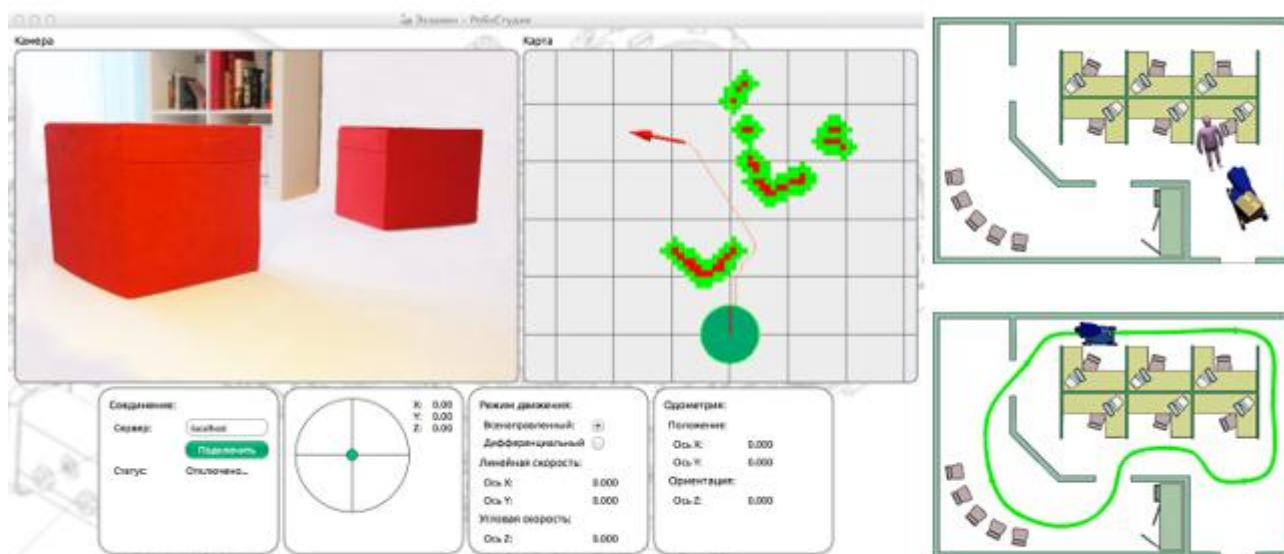 Экзамен – РобоСтудия
Камера
Карта
Соединение:
Сервер: localhost
Подключить
Статус: Отключено...
X: 0.00
Y: 0.00
Z: 0.00
Режим движения:
Всенаправленный:
Дифференциальный
Линейная скорость:
Ось X: 0.000
Ось Y: 0.000
Угловая скорость:
Ось Z: 0.000
Одометрия:
Положение:
Ось X: 0.000
Ось Y: 0.000
Ориентация:
Ось Z: 0.000